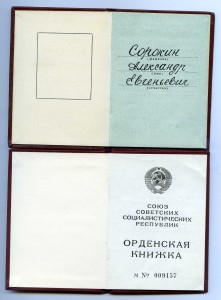 Сорокин
(фамилия)
Александр
(имя)
Евгеньевич
(отчество)
СОЮЗ
СОВЕТСКИХ
СОЦИАЛИСТИЧЕСКИХ
РЕСПУБЛИК
ОРДЕНСКАЯ
КНИЖКА
М № 009157